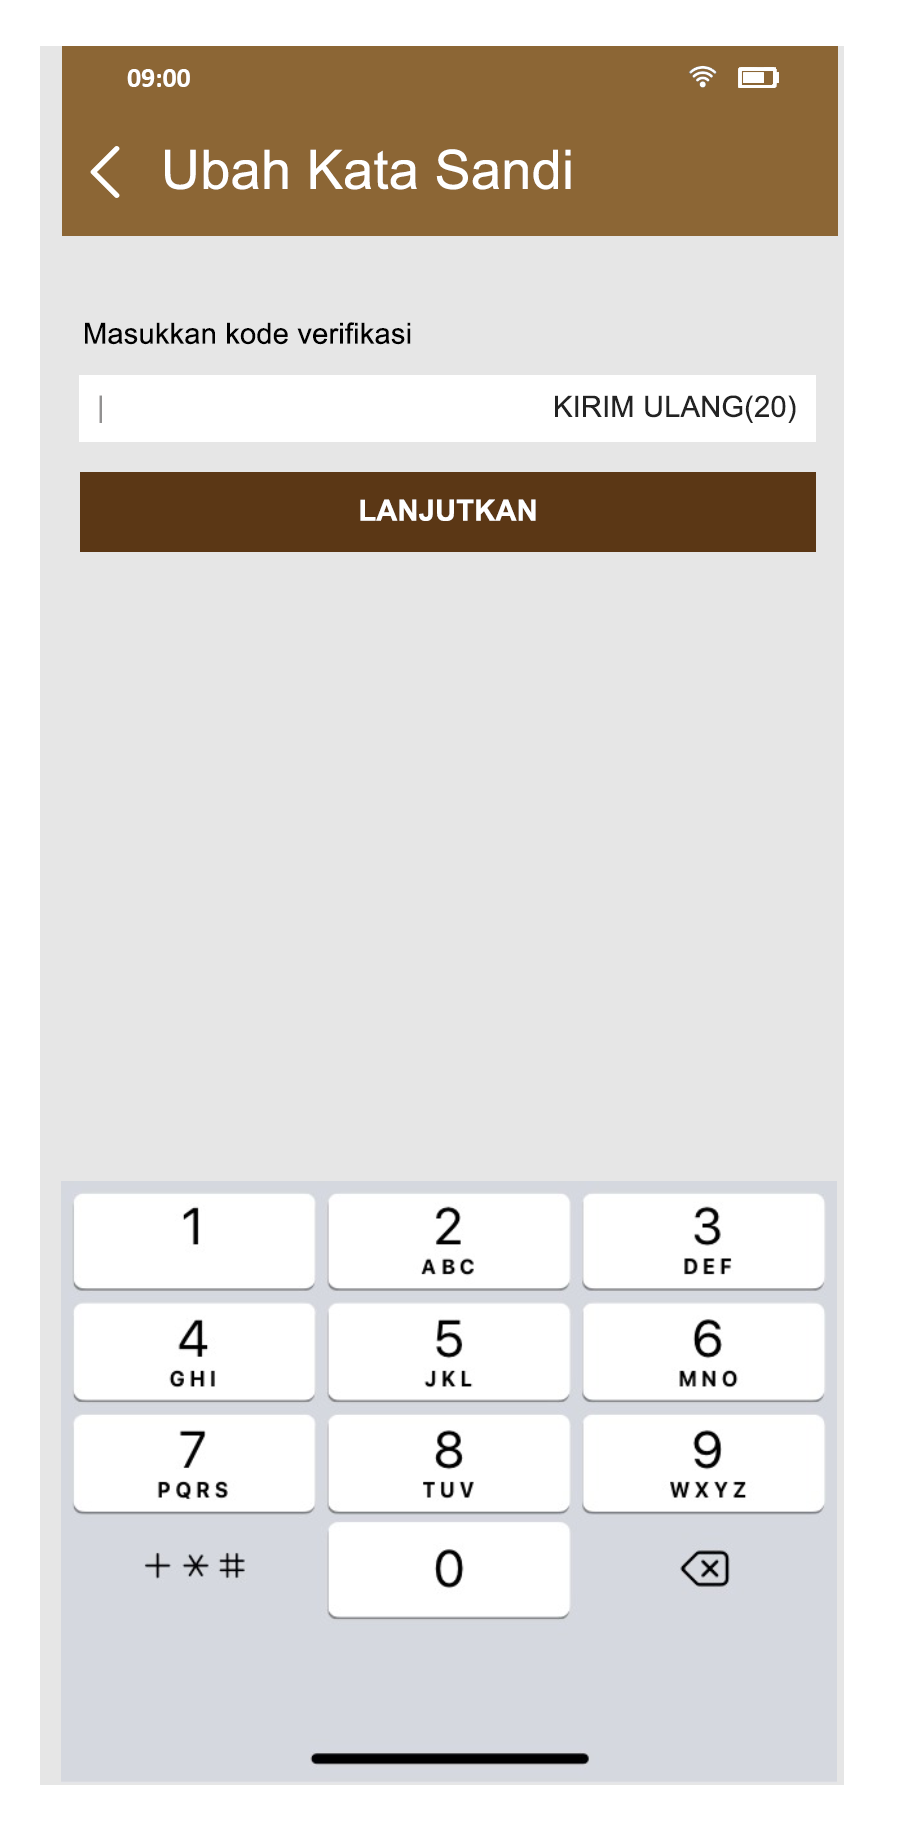 09:00
Ubah Kata Sandi
Masukkan kode verifikasi
KIRIM ULANG(20)
LANJUTKAN
1 2 3
ABC DEF
4 5 6
GHI JKL MNO
7 8 9
PQRS TUV WXYZ
+*# 0